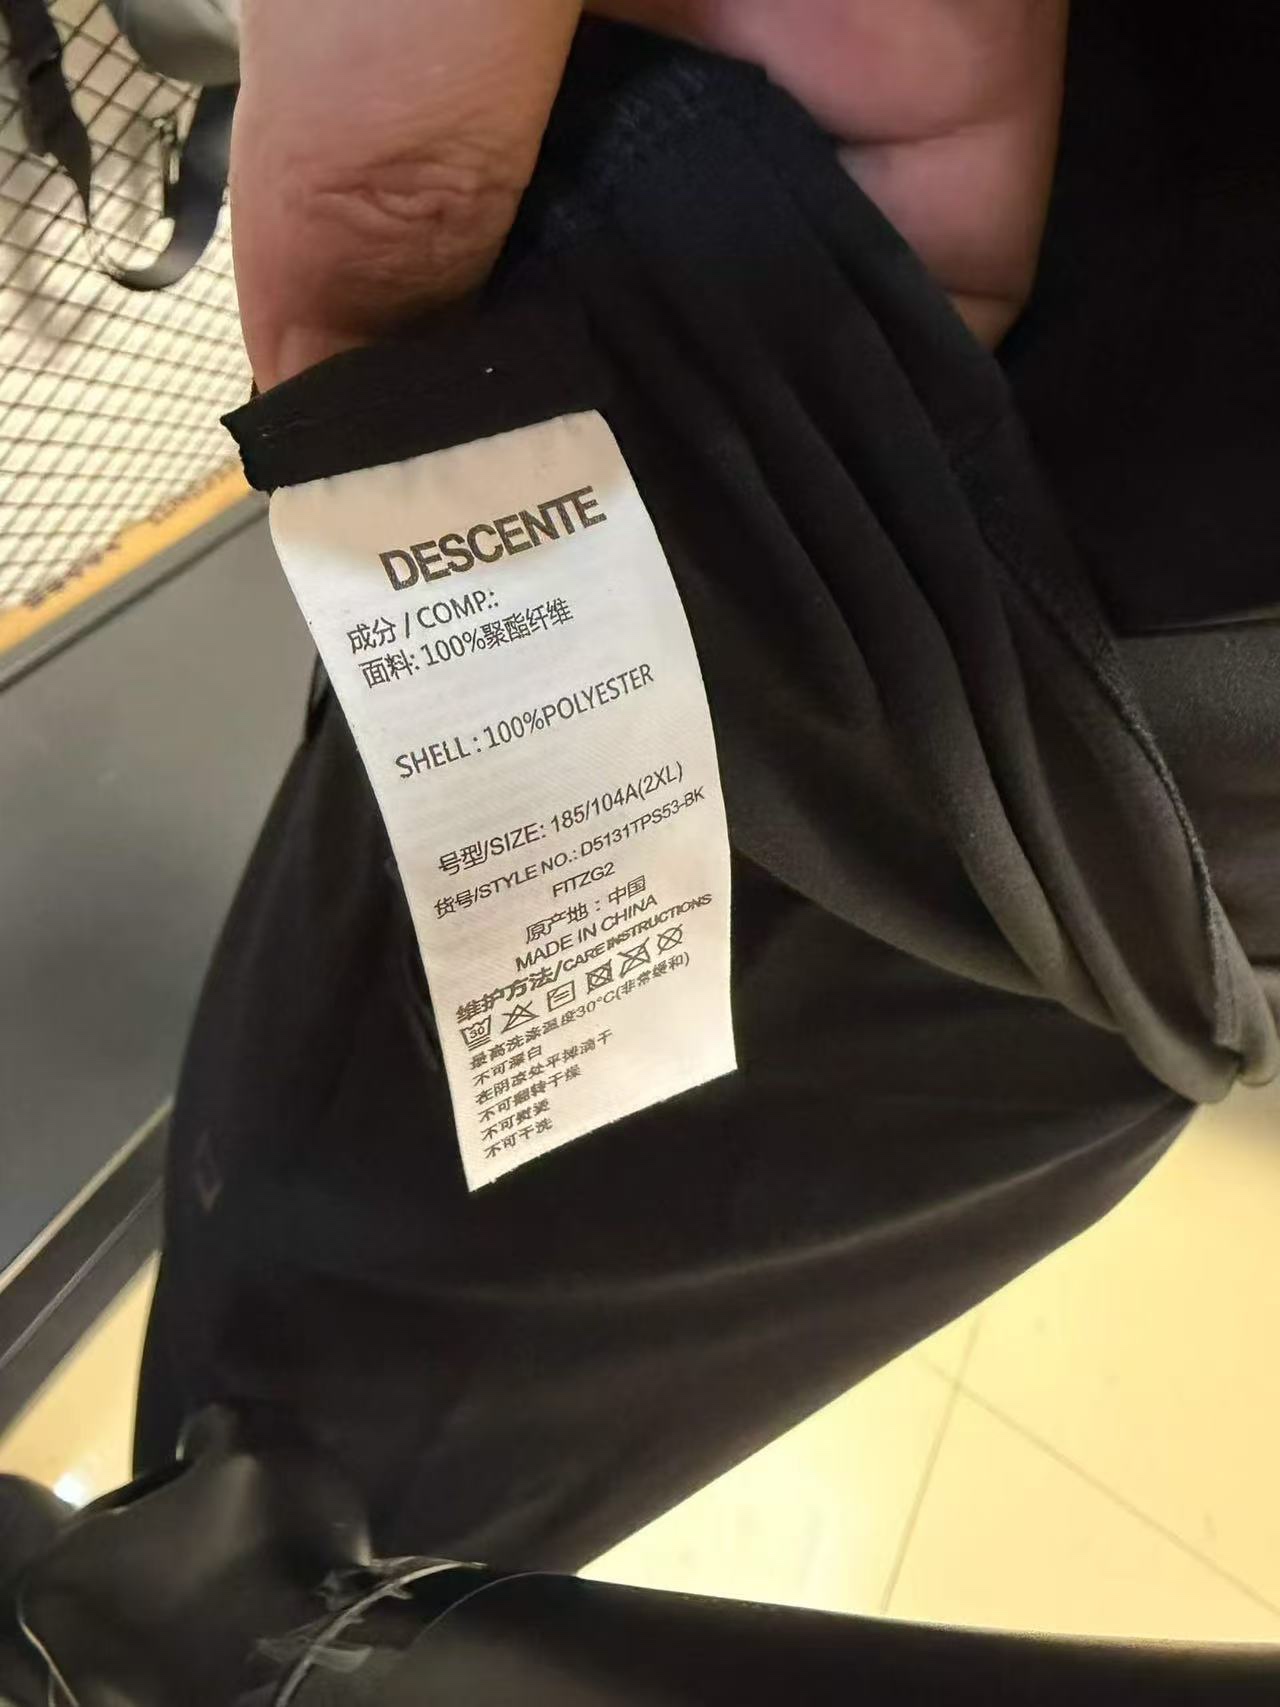 DESCENTE
成分 / COMP.:
面料: 100%聚酯纤维
SHELL : 100%POLYESTER
号型/SIZE: 185/104A(2XL)
货号/STYLE NO.: D5131TPS53-BK
FITZG2
原产地：中国
MADE IN CHINA
维护方法/CARE INSTRUCTIONS
30
最高洗涤温度30°C(非常缓和)
不可漂白
在阴凉处平摊滴干
不可翻转干燥
不可熨烫
不可干洗